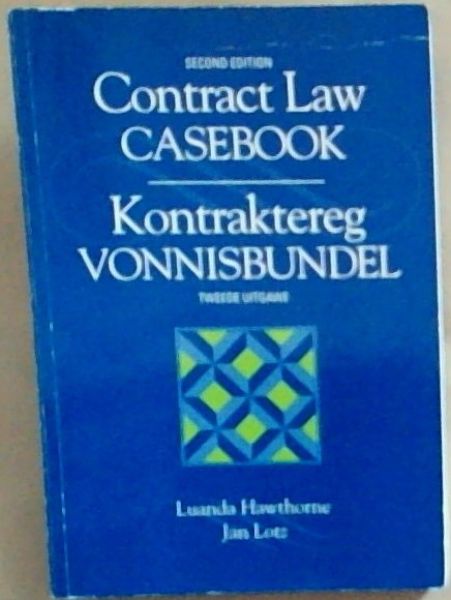 SECOND EDITION
Contract Law
CASEBOOK
Kontraktereg
VONNISBUNDEL
TWEEDE UITGAWE
Luanda Hawthorne
Jan Lotz